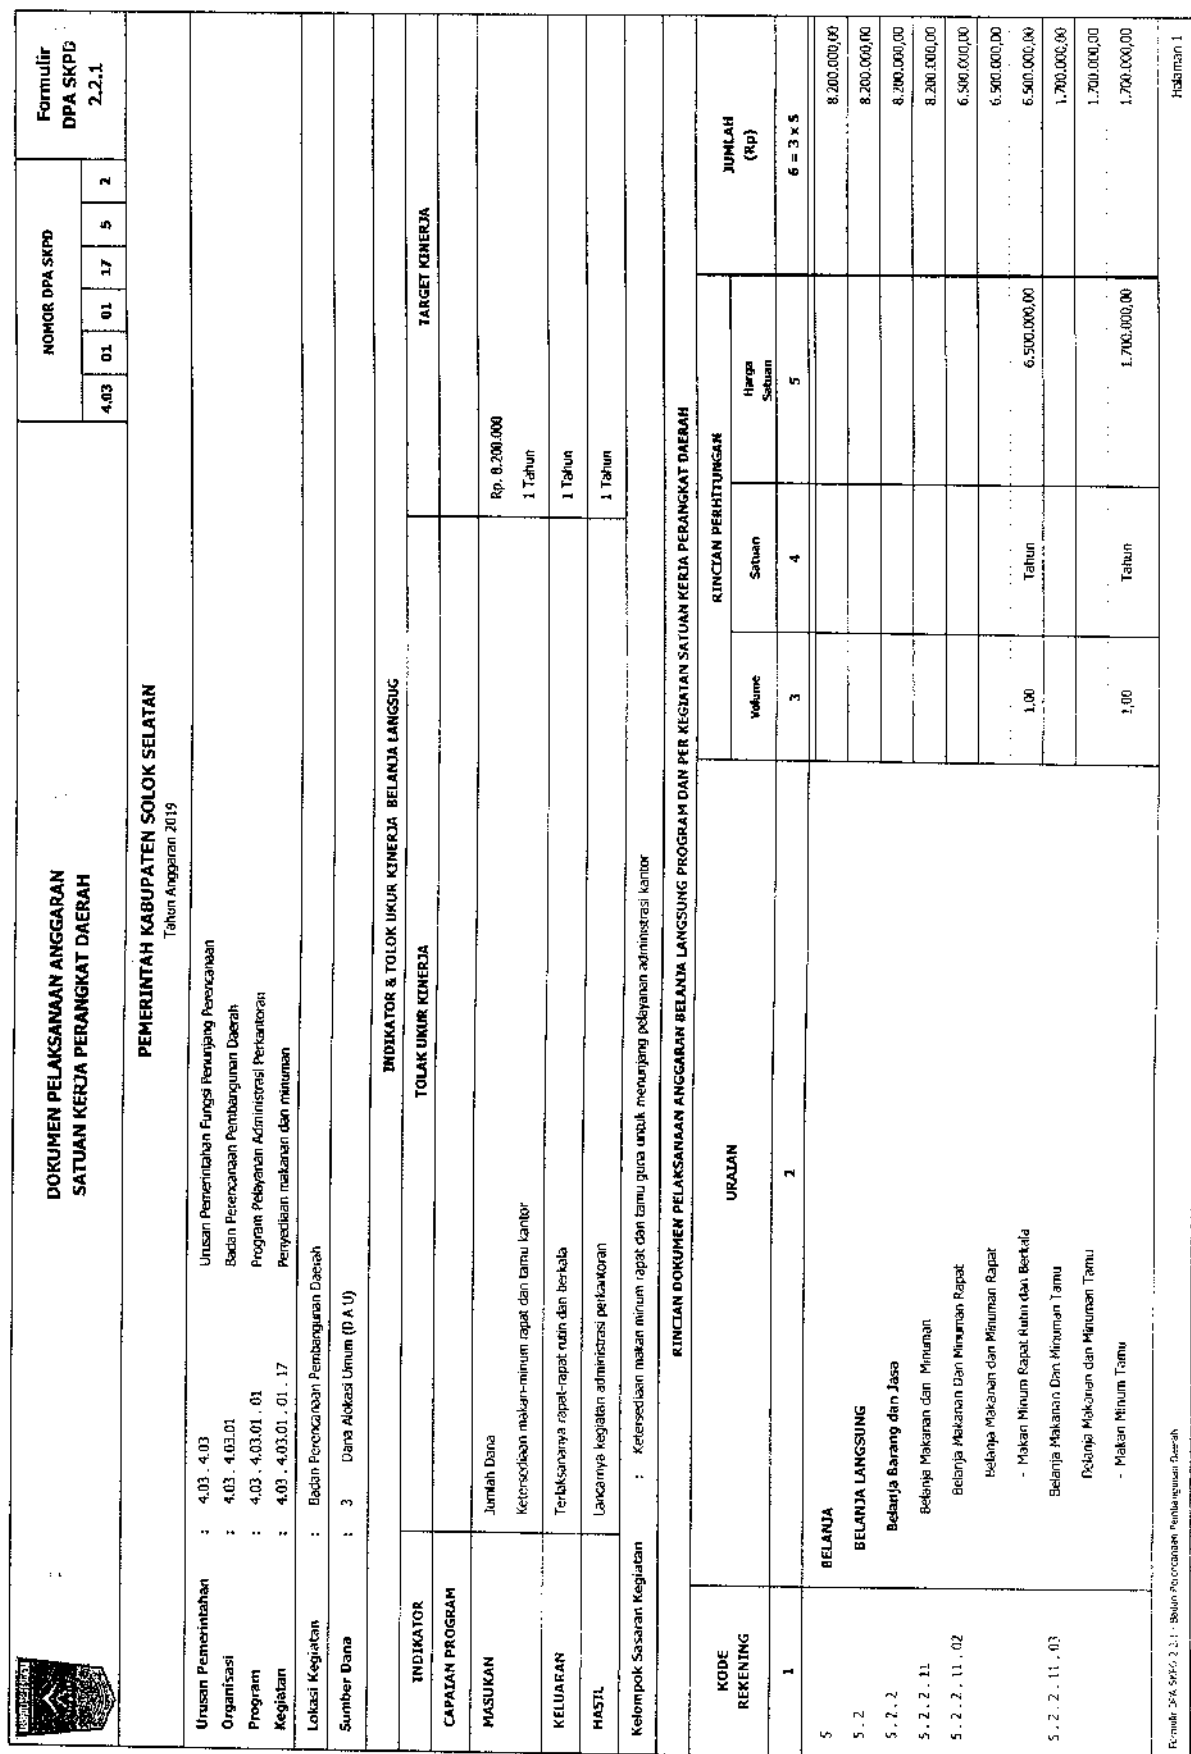 DOKUMEN PELAKSANAAN ANGGARAN
SATUAN KERJA PERANGKAT DAERAH
NOMOR DPA SKPD
4.03 01 01 17 5 2
Formulir
DPA SKPD
2.2.1
PEMERINTAH KABUPATEN SOLOK SELATAN
Tahun Anggaran 2019
Urusan Pemerintahan : 4.03 . 4.03 Urusan Pemerintahan Fungsi Penunjang Perencanaan
Organisasi : 4.03 . 4.03.01 Badan Perencanaan Pembangunan Daerah
Program : 4.03 . 4.03.01 . 01 Program Pelayanan Administrasi Perkantoran
Kegiatan : 4.03 . 4.03.01 . 01 . 17 Penyediaan makanan dan minuman
Lokasi Kegiatan : Badan Perencanaan Pembangunan Daerah
Sumber Dana : 3 Dana Alokasi Umum (D A U)
INDIKATOR & TOLOK UKUR KINERJA BELANJA LANGSUG
INDIKATOR TOLAK UKUR KINERJA TARGET KINERJA
CAPAIAN PROGRAM
MASUKAN Jumlah Dana Rp. 8.200.000
Ketersediaan makan-minum rapat dan tamu kantor 1 Tahun
KELUARAN Terlaksananya rapat-rapat rutin dan berkala 1 Tahun
HASIL Lancarnya kegiatan administrasi perkantoran 1 Tahun
Kelompok Sasaran Kegiatan : Ketersediaan makan minum rapat dan tamu guna untuk menunjang pelayanan administrasi kantor
RINCIAN DOKUMEN PELAKSANAAN ANGGARAN BELANJA LANGSUNG PROGRAM DAN PER KEGIATAN SATUAN KERJA PERANGKAT DAERAH
KODE
REKENING
URAIAN
RINCIAN PERHITUNGAN
Volume Satuan Harga
Satuan
JUMLAH
(Rp)
1 2 3 4 5 6 = 3 x 5
5 BELANJA 8.200.000,00
5 . 2 BELANJA LANGSUNG 8.200.000,00
5 . 2 . 2 Belanja Barang dan Jasa 8.200.000,00
5 . 2 . 2 . 11 Belanja Makanan dan Minuman 8.200.000,00
5 . 2 . 2 . 11 . 02 Belanja Makanan Dan Minuman Rapat 6.500.000,00
Belanja Makanan dan Minuman Rapat 6.500.000,00
- Makan Minum Rapat Rutin dan Berkala 1,00 Tahun 6.500.000,00 6.500.000,00
5 . 2 . 2 . 11 . 03 Belanja Makanan Dan Minuman Tamu 1.700.000,00
Belanja Makanan dan Minuman Tamu 1.700.000,00
- Makan Minum Tamu 1,00 Tahun 1.700.000,00 1.700.000,00
Formulir DPA SKPD 2.2.1 - Badan Perencanaan Pembangunan Daerah
Halaman 1